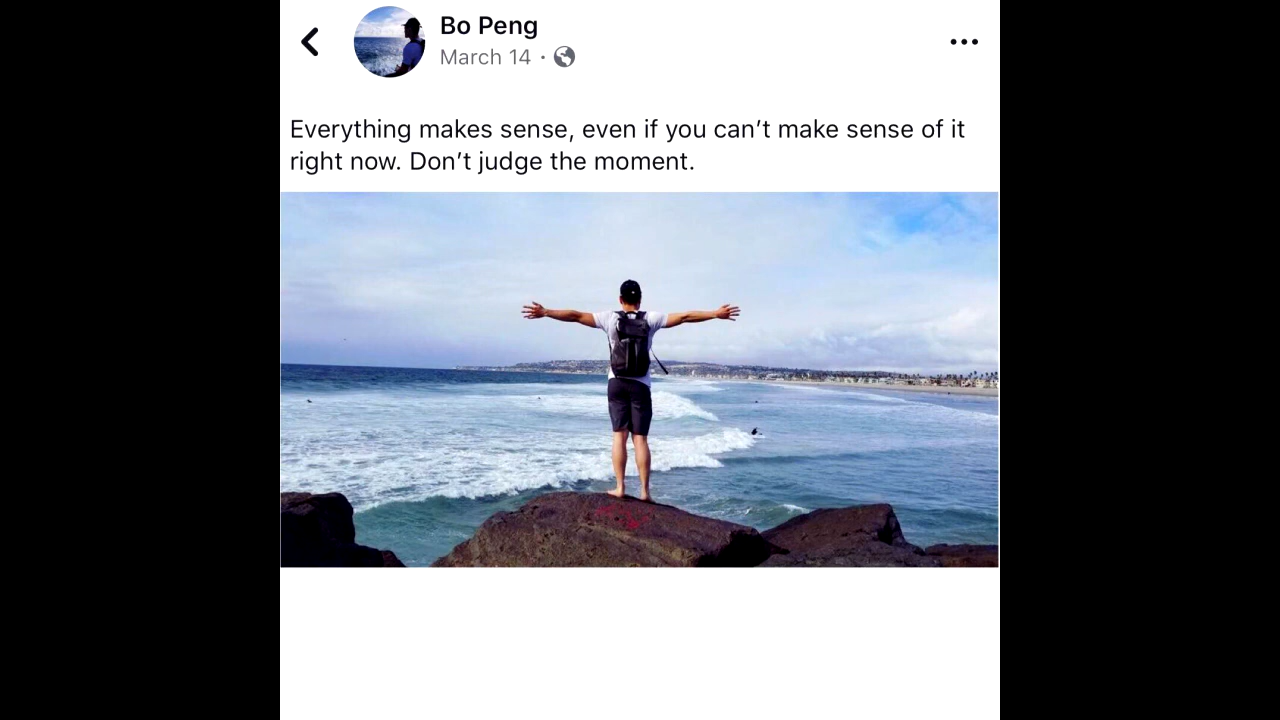 Bo Peng
March 14 ·
Everything makes sense, even if you can’t make sense of it
right now. Don’t judge the moment.